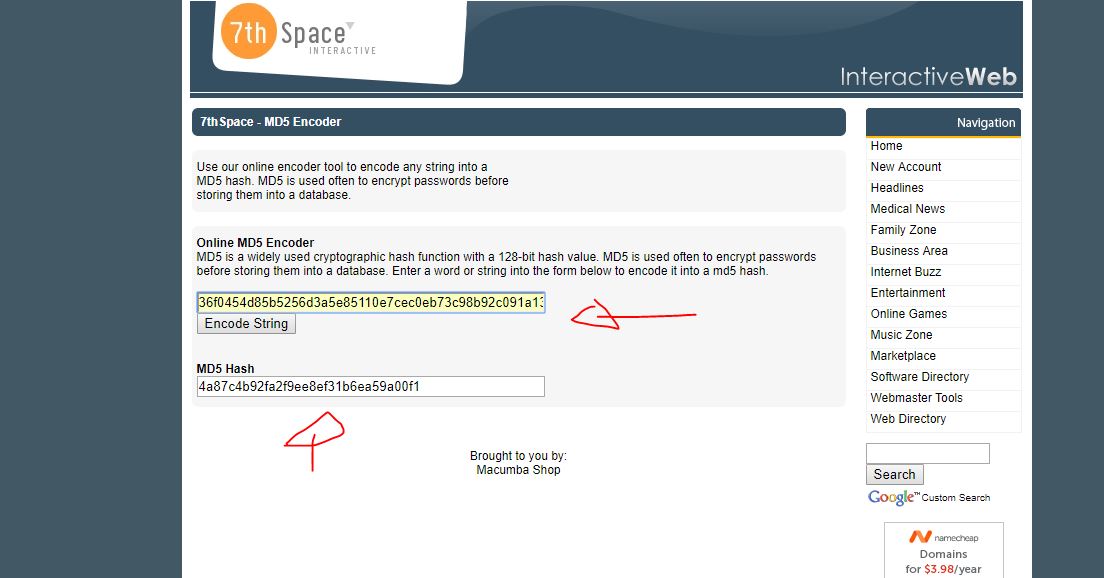 7th Space
INTERACTIVE
InteractiveWeb
7thSpace - MD5 Encoder
Use our online encoder tool to encode any string into a
MD5 hash. MD5 is used often to encrypt passwords before
storing them into a database.
Online MD5 Encoder
MD5 is a widely used cryptographic hash function with a 128-bit hash value. MD5 is used often to encrypt passwords
before storing them into a database. Enter a word or string into the form below to encode it into a md5 hash.
36f0454d85b5256d3a5e85110e7cec0eb73c98b92c091a13
Encode String
MD5 Hash
4a87c4b92fa2f9ee8ef31b6ea59a00f1
Brought to you by:
Macumba Shop
Navigation
Home
New Account
Headlines
Medical News
Family Zone
Business Area
Internet Buzz
Entertainment
Online Games
Music Zone
Marketplace
Software Directory
Webmaster Tools
Web Directory
Search
Google™ Custom Search
namecheap
Domains
for $3.98/year